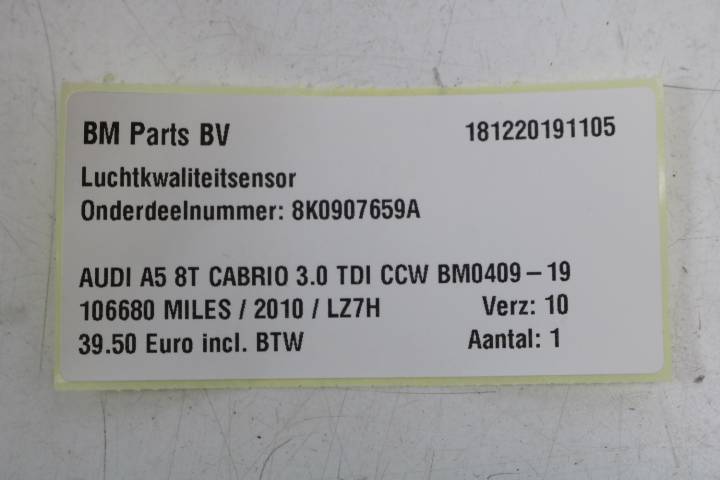 BM Parts BV 181220191105
Luchtkwaliteitsensor
Onderdeelnummer: 8K0907659A
AUDI A5 8T CABRIO 3.0 TDI CCW BM0409-19
106680 MILES / 2010 / LZ7H Verz: 10
39.50 Euro incl. BTW Aantal: 1